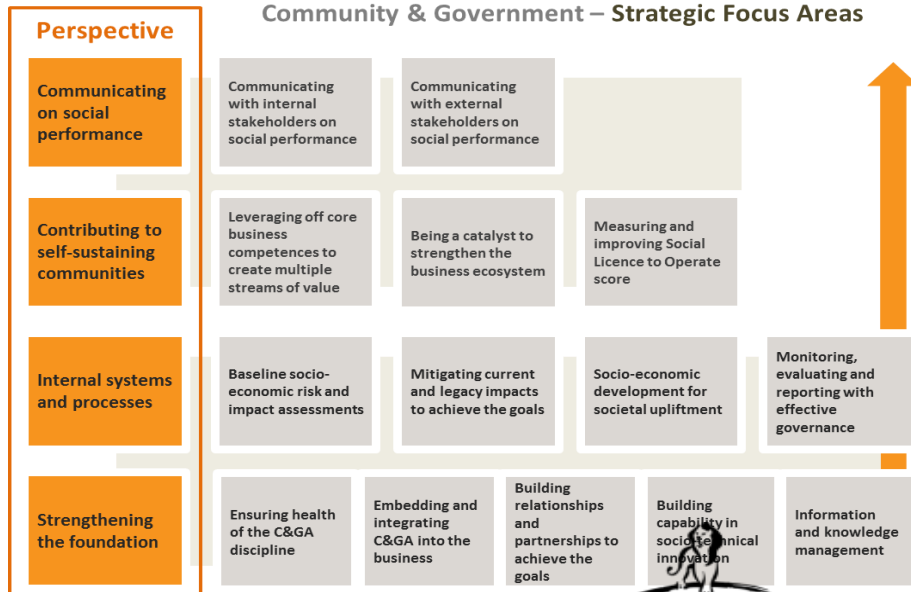 Community & Government – Strategic Focus Areas
Perspective
Communicating
on social
performance
Communicating
with internal
stakeholders on
social performance
Communicating
with external
stakeholders on
social performance
Contributing to
self-sustaining
communities
Leveraging off core
business
competences to
create multiple
streams of value
Being a catalyst to
strengthen the
business ecosystem
Measuring and
improving Social
Licence to Operate
score
Internal systems
and processes
Baseline socio-
economic risk and
impact assessments
Mitigating current
and legacy impacts
to achieve the goals
Socio-economic
development for
societal upliftment
Monitoring,
evaluating and
reporting with
effective
governance
Strengthening
the foundation
Ensuring health
of the C&GA
discipline
Embedding and
integrating
C&GA into the
business
Building
relationships
and
partnerships to
achieve the
goals
Building
capability in
socio-technical
innovation
Information
and knowledge
management